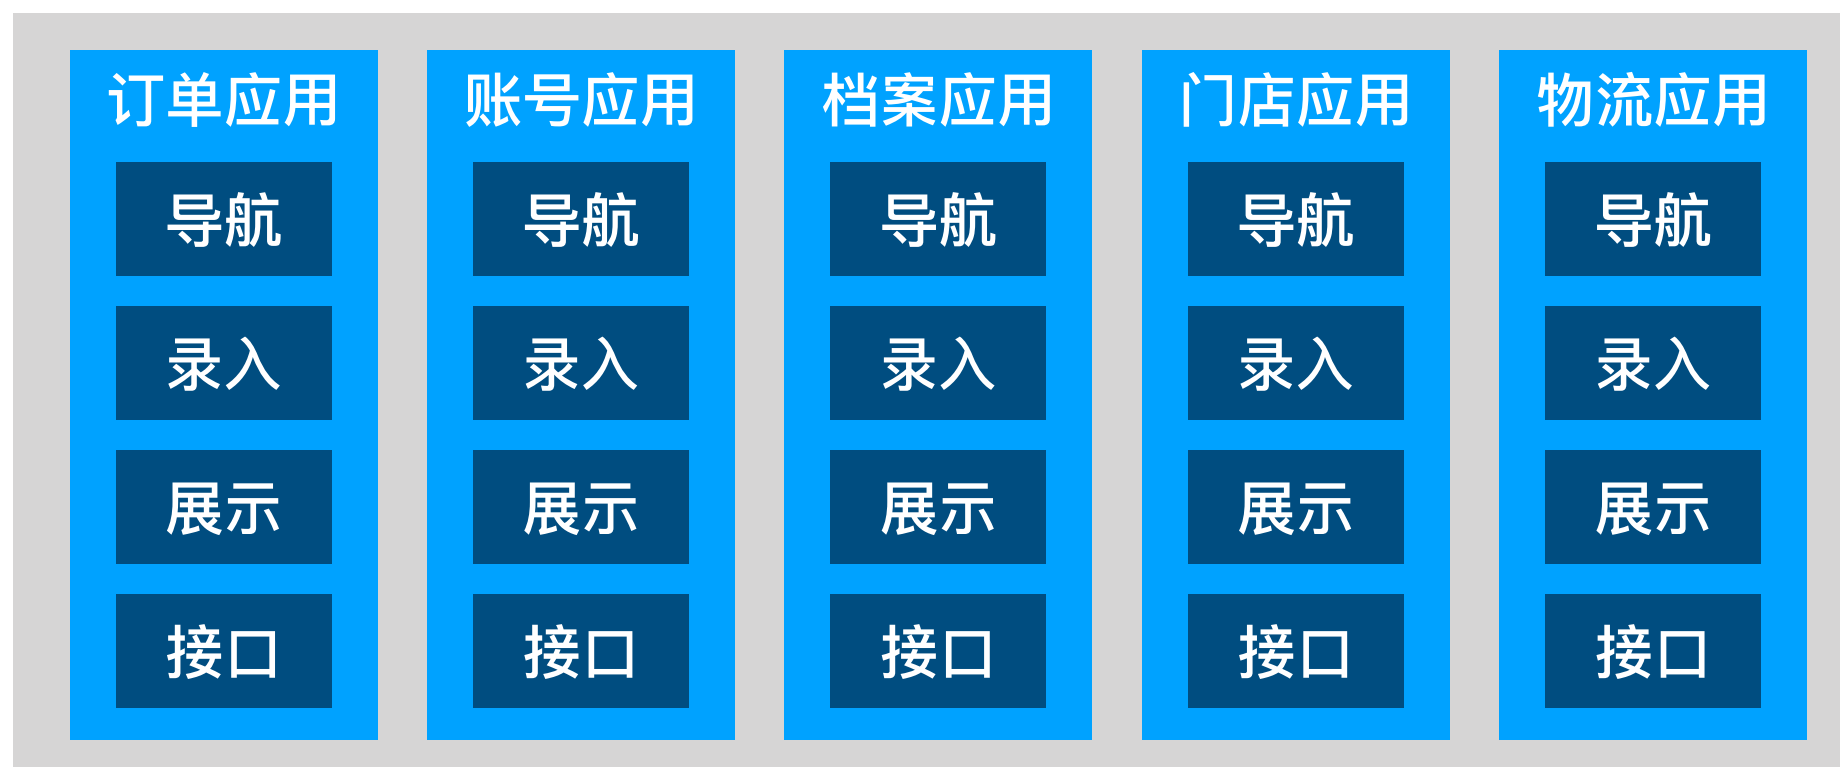 订单应用
导航
录入
展示
接口
账号应用
导航
录入
展示
接口
档案应用
导航
录入
展示
接口
门店应用
导航
录入
展示
接口
物流应用
导航
录入
展示
接口